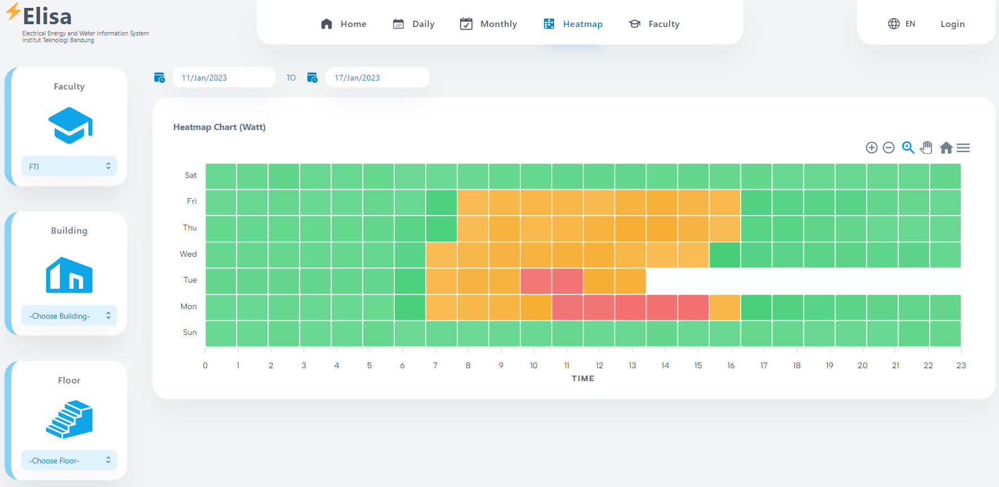 Elisa
Electrical Energy and Water Information System
Institut Teknologi Bandung
Home
Daily
Monthly
Heatmap
Faculty
EN
Login
Faculty
FTI
Building
-Choose Building-
Floor
-Choose Floor-
11/Jan/2023
TO
17/Jan/2023
Heatmap Chart (Watt)
Sat
Fri
Thu
Wed
Tue
Mon
Sun
0 1 2 3 4 5 6 7 8 9 10 11 12 13 14 15 16 17 18 19 20 21 22 23
TIME